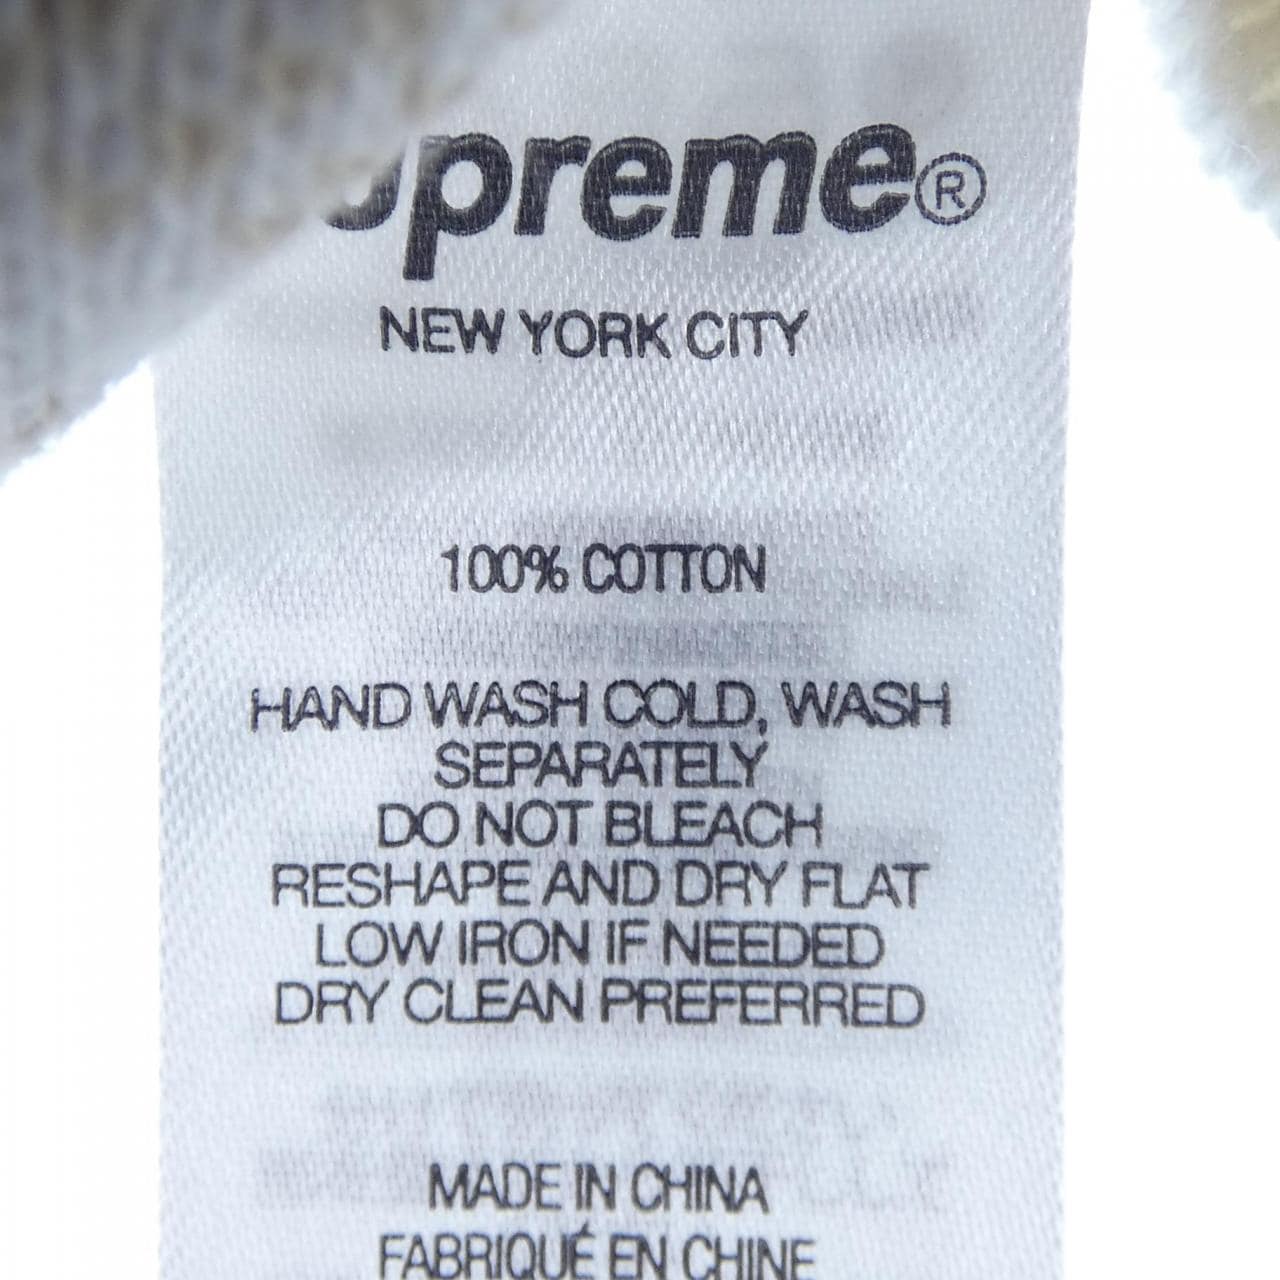 upreme®
NEW YORK CITY
100% COTTON
HAND WASH COLD, WASH
SEPARATELY
DO NOT BLEACH
RESHAPE AND DRY FLAT
LOW IRON IF NEEDED
DRY CLEAN PREFERRED
MADE IN CHINA
FABRIQUÉ EN CHINE